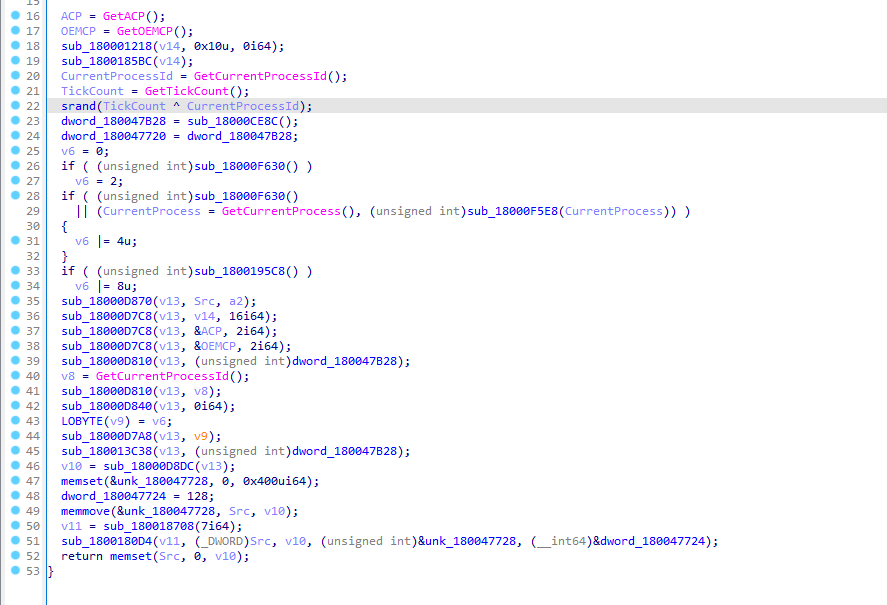 16 ACP = GetACP();
17 OEMCP = GetOEMCP();
18 sub_180001218(v14, 0x10u, 0i64);
19 sub_1800185BC(v14);
20 CurrentProcessId = GetCurrentProcessId();
21 TickCount = GetTickCount();
22 srand(TickCount ^ CurrentProcessId);
23 dword_180047B28 = sub_18000CE8C();
24 dword_180047720 = dword_180047B28;
25 v6 = 0;
26 if ( (unsigned int)sub_18000F630() )
27 v6 = 2;
28 if ( (unsigned int)sub_18000F630()
29 || (CurrentProcess = GetCurrentProcess(), (unsigned int)sub_18000F5E8(CurrentProcess)) )
30 {
31 v6 |= 4u;
32 }
33 if ( (unsigned int)sub_1800195C8() )
34 v6 |= 8u;
35 sub_18000D870(v13, Src, a2);
36 sub_18000D7C8(v13, v14, 16i64);
37 sub_18000D7C8(v13, &ACP, 2i64);
38 sub_18000D7C8(v13, &OEMCP, 2i64);
39 sub_18000D810(v13, (unsigned int)dword_180047B28);
40 v8 = GetCurrentProcessId();
41 sub_18000D810(v13, v8);
42 sub_18000D840(v13, 0i64);
43 LOBYTE(v9) = v6;
44 sub_18000D7A8(v13, v9);
45 sub_180013C38(v13, (unsigned int)dword_180047B28);
46 v10 = sub_18000D8DC(v13);
47 memset(&unk_180047728, 0, 0x400ui64);
48 dword_180047724 = 128;
49 memmove(&unk_180047728, Src, v10);
50 v11 = sub_180018708(7i64);
51 sub_1800180D4(v11, (_DWORD)Src, v10, (unsigned int)&unk_180047728, (__int64)&dword_180047724);
52 return memset(Src, 0, v10);
53 }